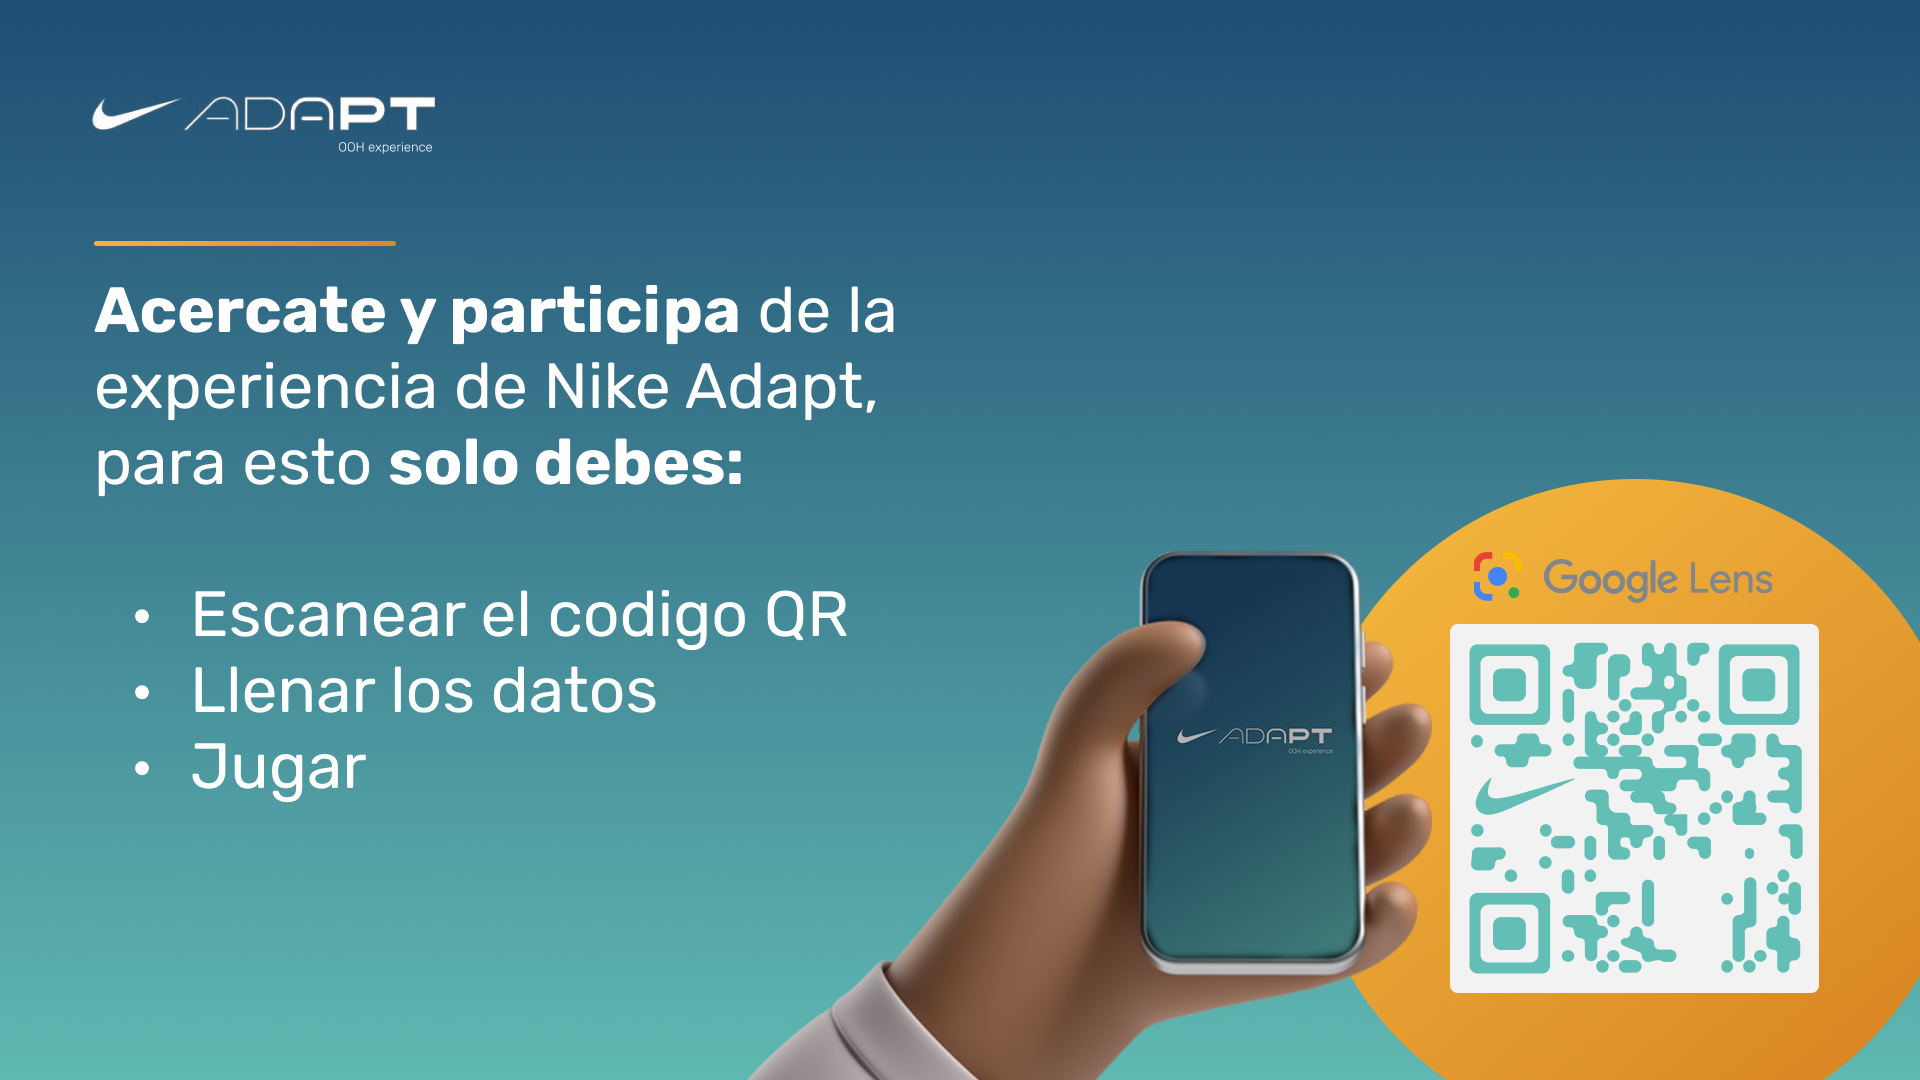 ADAPT
OOH experience
Acercate y participa de la
experiencia de Nike Adapt,
para esto solo debes:
• Escanear el codigo QR
• Llenar los datos
• Jugar
Google Lens
ADAPT
OOH experience